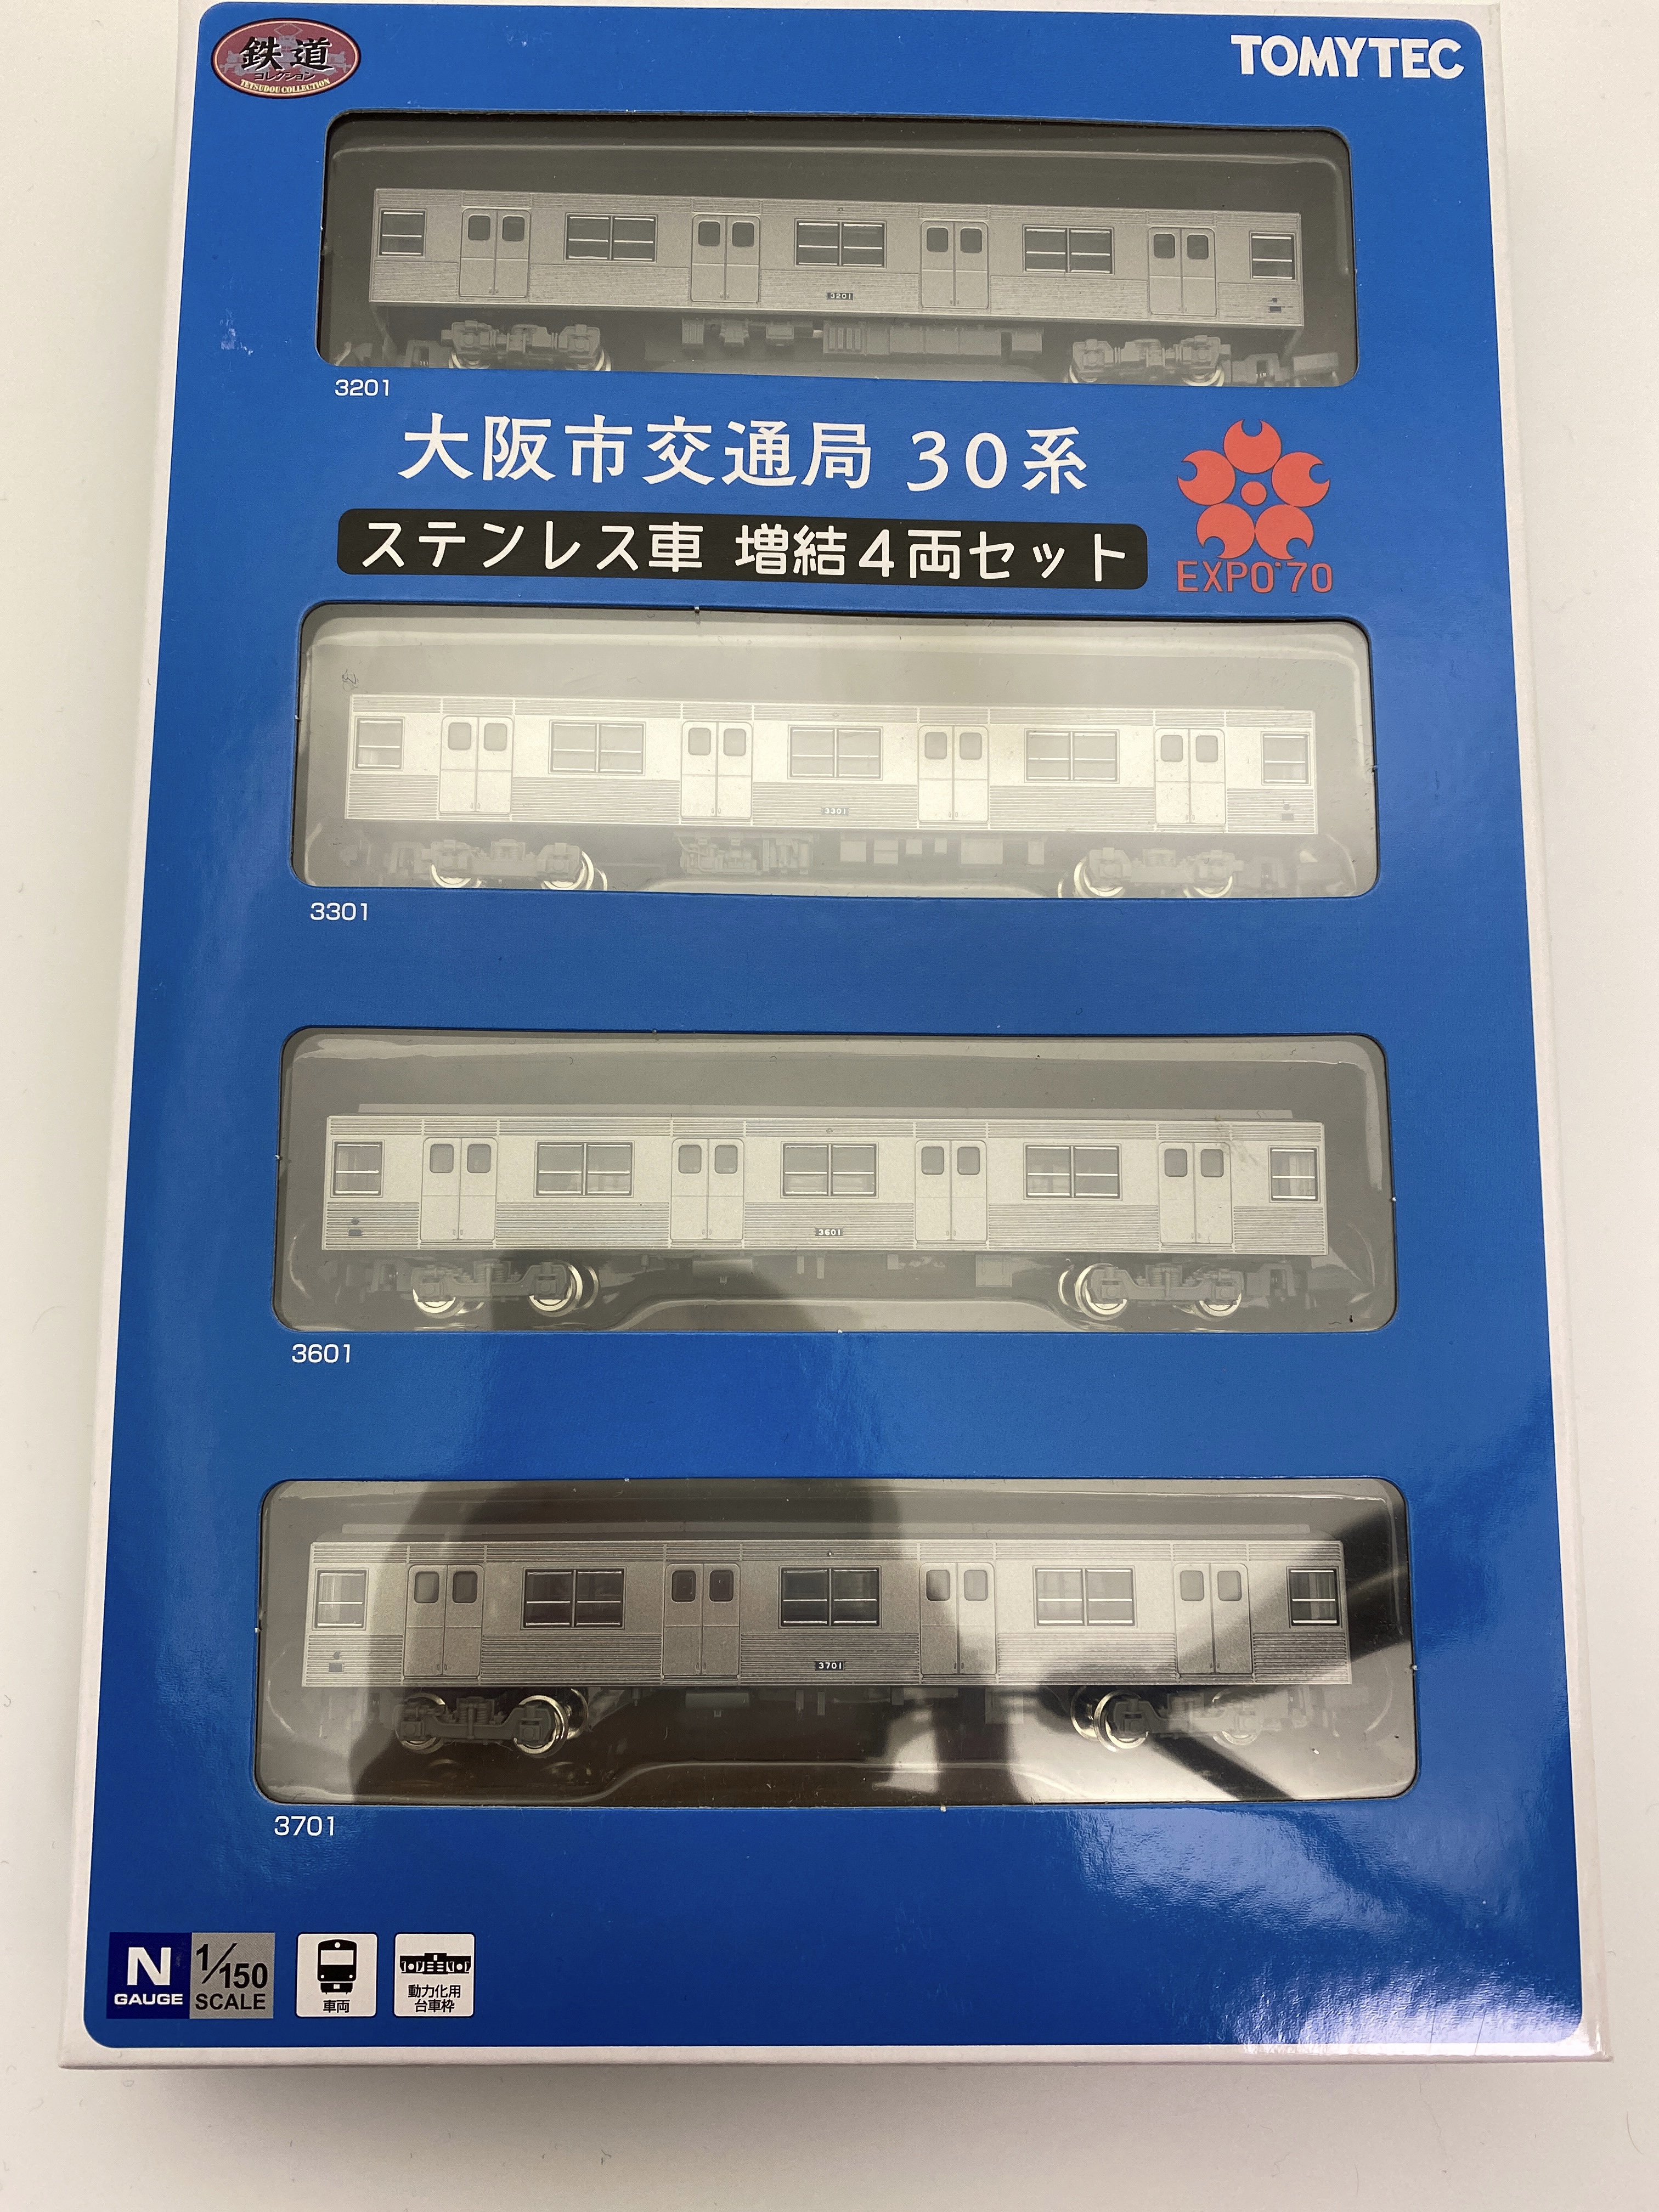 鉄道
コレクション
TETSUDOU COLLECTION
TOMYTEC
3201
3201
大阪市交通局 30系
ステンレス車 増結4両セット
EXPO'70
3301
3301
3601
3601
3701
3701
N
GAUGE
1/150
SCALE
車両
動力化用
台車枠